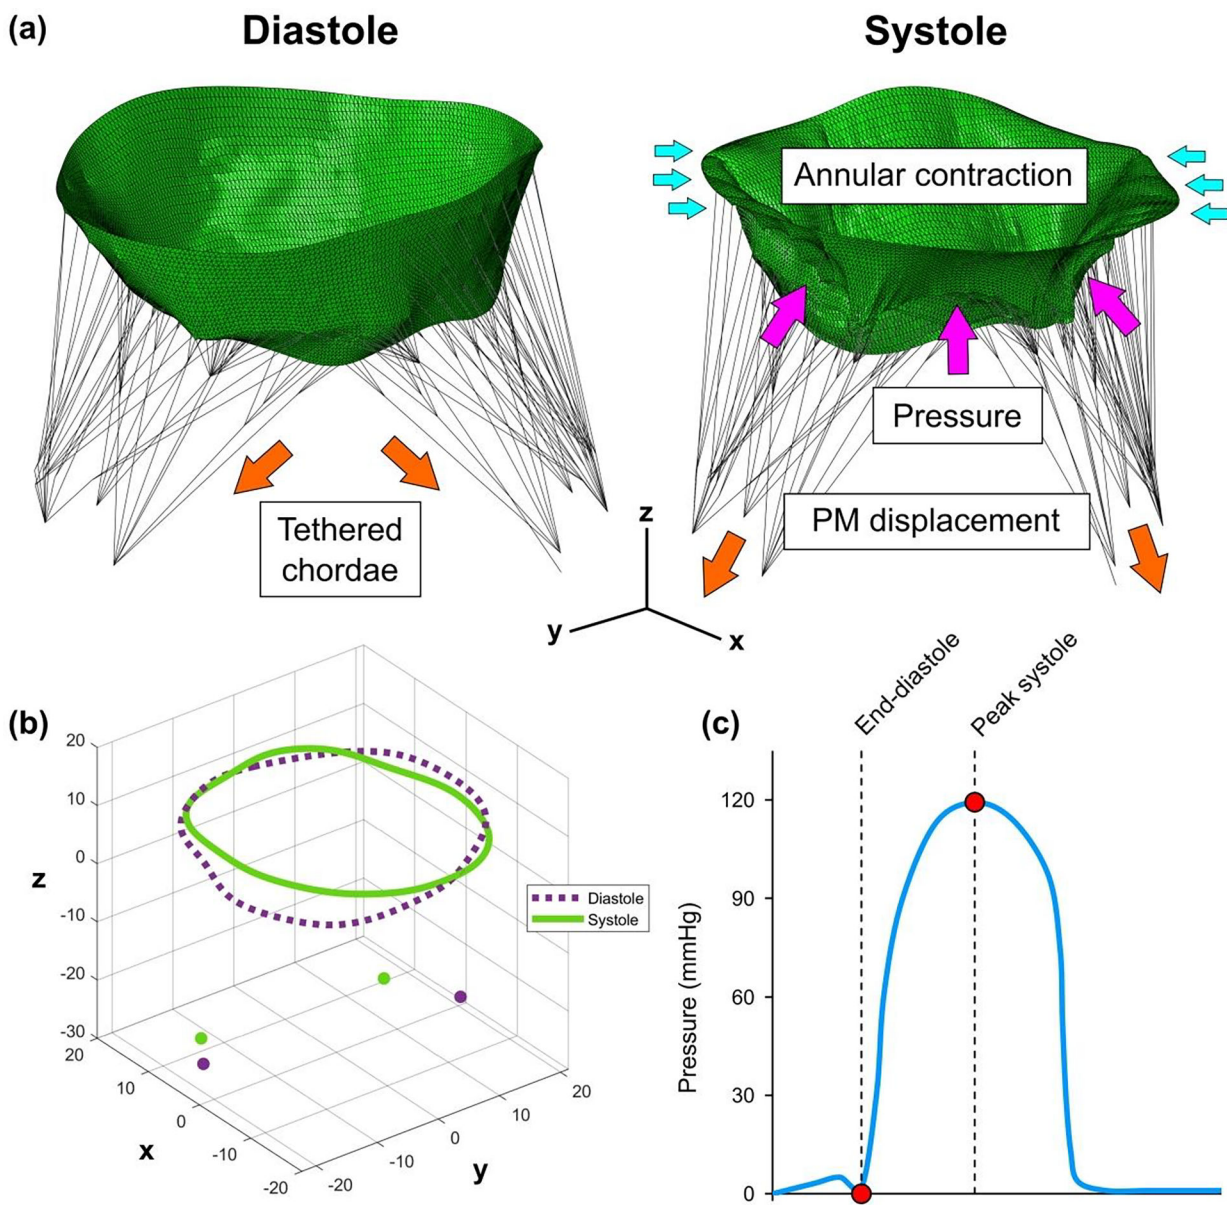 (a)
Diastole
Systole
Annular contraction
Pressure
Tethered
chordae
PM displacement
z
y
x
(b)
20
10
0
-10
-20
-30
z
20
10
0
-10
-20
x
-20
-10
0
10
20
y
Diastole
Systole
(c)
End-diastole
Peak systole
120
90
60
30
0
Pressure (mmHg)